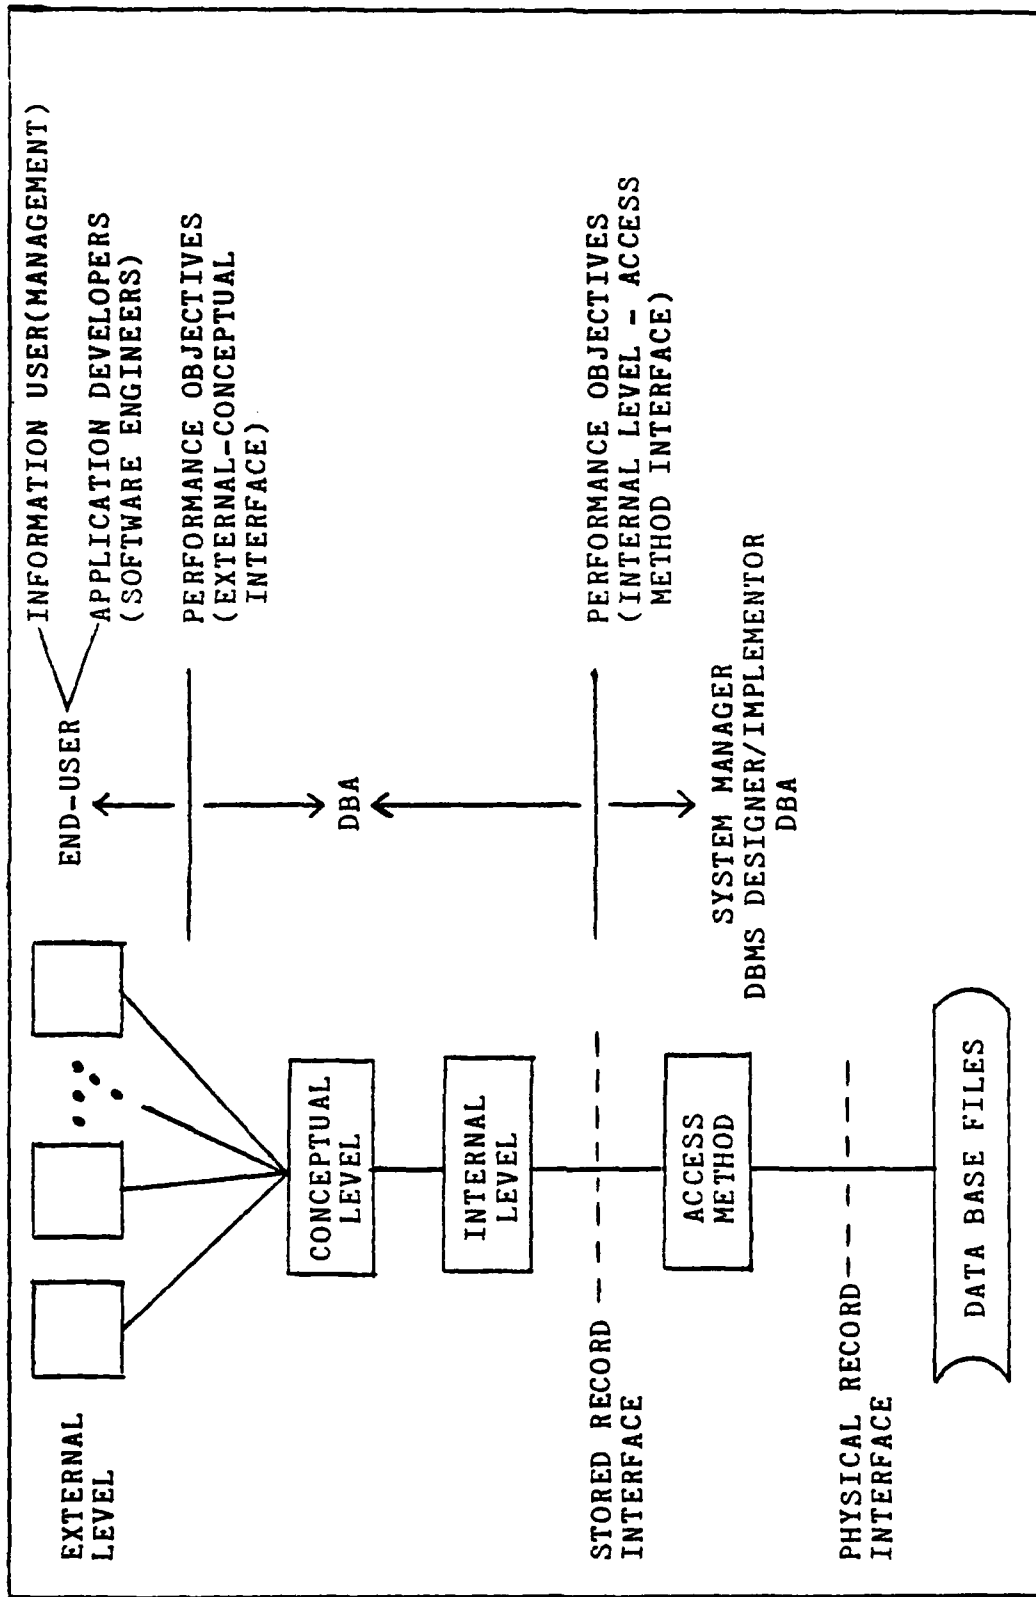 EXTERNAL
LEVEL
CONCEPTUAL
LEVEL
INTERNAL
LEVEL
STORED RECORD
INTERFACE
ACCESS
METHOD
PHYSICAL RECORD
INTERFACE
DATA BASE FILES
END-USER
INFORMATION USER(MANAGEMENT)
APPLICATION DEVELOPERS
(SOFTWARE ENGINEERS)
PERFORMANCE OBJECTIVES
(EXTERNAL-CONCEPTUAL
INTERFACE)
DBA
PERFORMANCE OBJECTIVES
(INTERNAL LEVEL - ACCESS
METHOD INTERFACE)
SYSTEM MANAGER
DBMS DESIGNER/IMPLEMENTOR
DBA